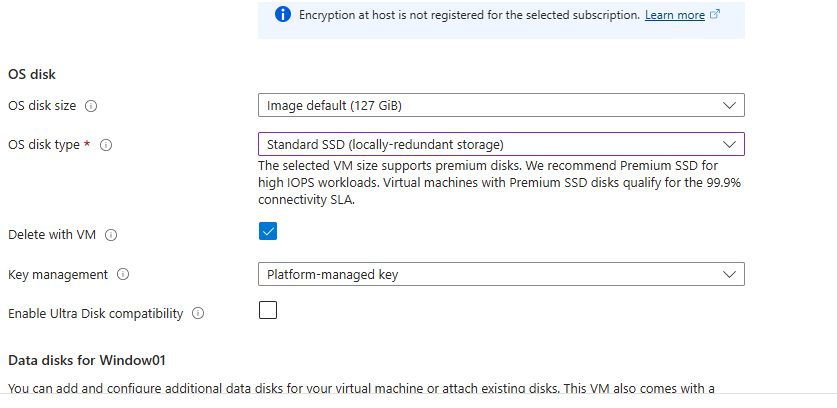 Encryption at host is not registered for the selected subscription. Learn more
OS disk
OS disk size
Image default (127 GiB)
OS disk type *
Standard SSD (locally-redundant storage)
The selected VM size supports premium disks. We recommend Premium SSD for
high IOPS workloads. Virtual machines with Premium SSD disks qualify for the 99.9%
connectivity SLA.
Delete with VM
Key management
Platform-managed key
Enable Ultra Disk compatibility
Data disks for Window01
You can add and configure additional data disks for your virtual machine or attach existing disks. This VM also comes with a